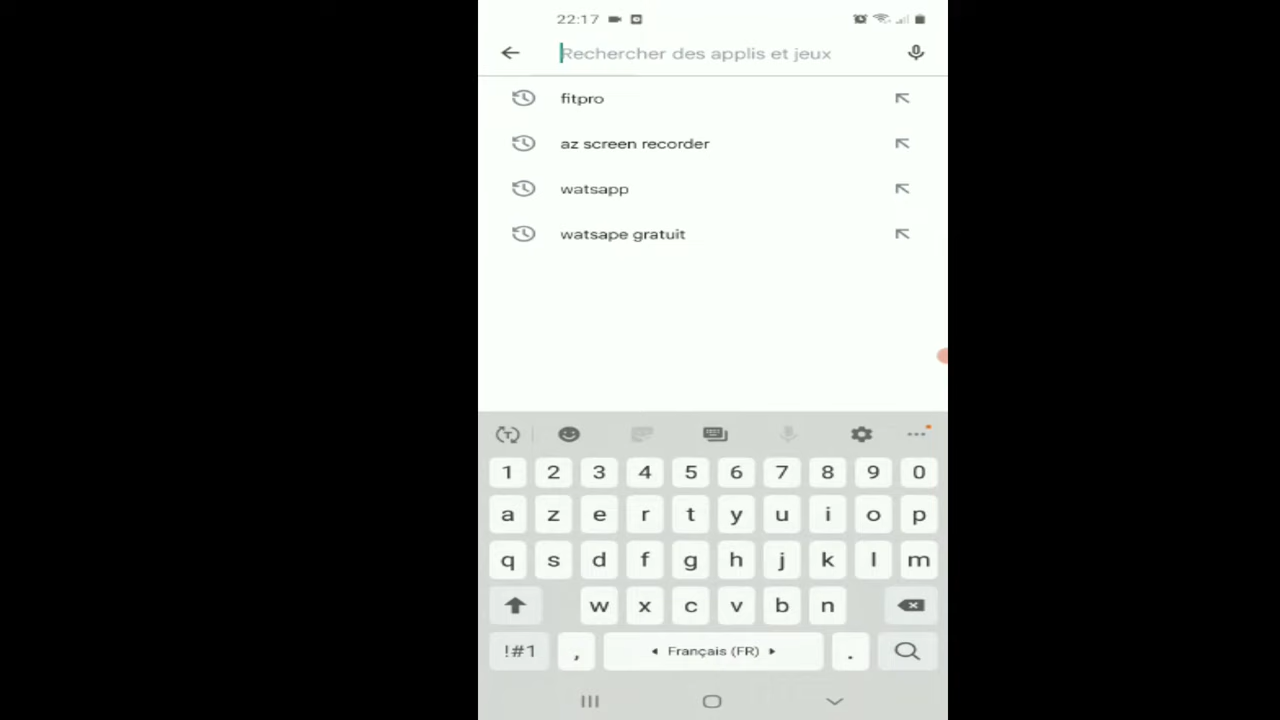 22:17
Rechercher des applis et jeux
fitpro
az screen recorder
watsapp
watsape gratuit
1 2 3 4 5 6 7 8 9 0
a z e r t y u i o p
q s d f g h j k l m
w x c v b n
!#1 , Français (FR) .